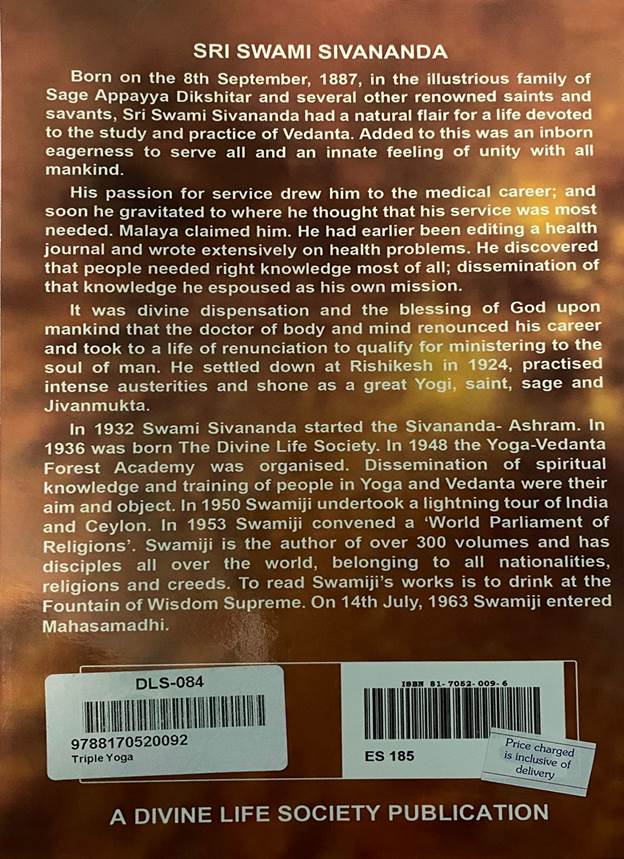 SRI SWAMI SIVANANDA
Born on the 8th September, 1887, in the illustrious family of
Sage Appayya Dikshitar and several other renowned saints and
savants, Sri Swami Sivananda had a natural flair for a life devoted
to the study and practice of Vedanta. Added to this was an inborn
eagerness to serve all and an innate feeling of unity with all
mankind.
His passion for service drew him to the medical career; and
soon he gravitated to where he thought that his service was most
needed. Malaya claimed him. He had earlier been editing a health
journal and wrote extensively on health problems. He discovered
that people needed right knowledge most of all; dissemination of
that knowledge he espoused as his own mission.
It was divine dispensation and the blessing of God upon
mankind that the doctor of body and mind renounced his career
and took to a life of renunciation to qualify for ministering to the
soul of man. He settled down at Rishikesh in 1924, practised
intense austerities and shone as a great Yogi, saint, sage and
Jivanmukta.
In 1932 Swami Sivananda started the Sivananda- Ashram. In
1936 was born The Divine Life Society. In 1948 the Yoga-Vedanta
Forest Academy was organised. Dissemination of spiritual
knowledge and training of people in Yoga and Vedanta were their
aim and object. In 1950 Swamiji undertook a lightning tour of India
and Ceylon. In 1953 Swamiji convened a ‘World Parliament of
Religions’. Swamiji is the author of over 300 volumes and has
disciples all over the world, belonging to all nationalities,
religions and creeds. To read Swamiji’s works is to drink at the
Fountain of Wisdom Supreme. On 14th July, 1963 Swamiji entered
Mahasamadhi.
DLS-084
9788170520092
Triple Yoga
ISBN 81-7052-009-6
ES 185
Price charged
is inclusive of
delivery
A DIVINE LIFE SOCIETY PUBLICATION